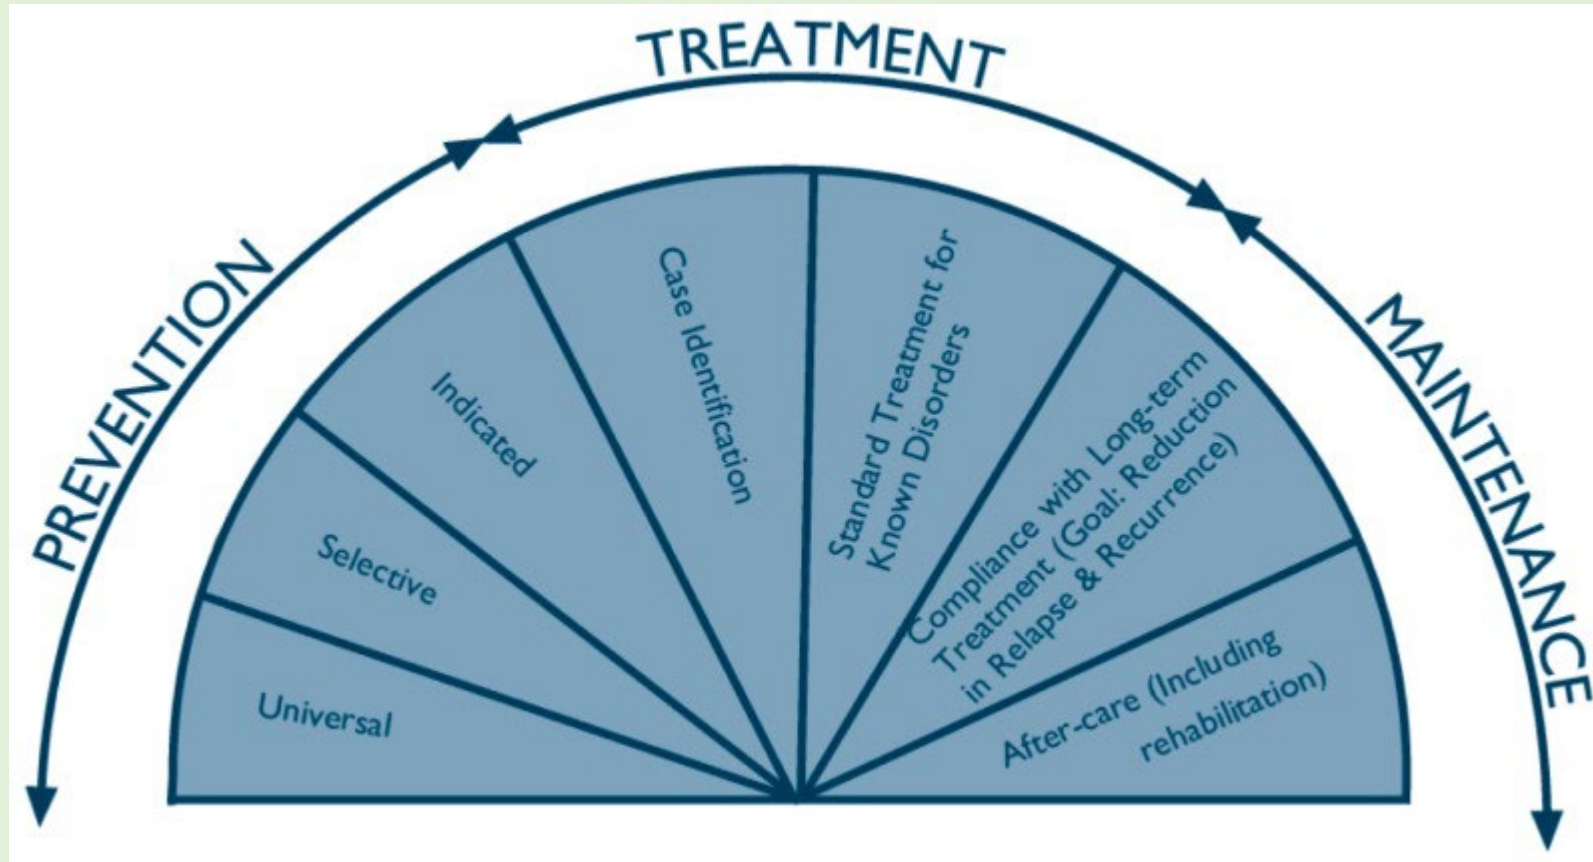 TREATMENT
PREVENTION
MAINTENANCE
Universal
Selective
Indicated
Case Identification
Standard Treatment for
Known Disorders
Compliance with Long-term
Treatment (Goal: Reduction
in Relapse & Recurrence)
After-care (Including
rehabilitation)